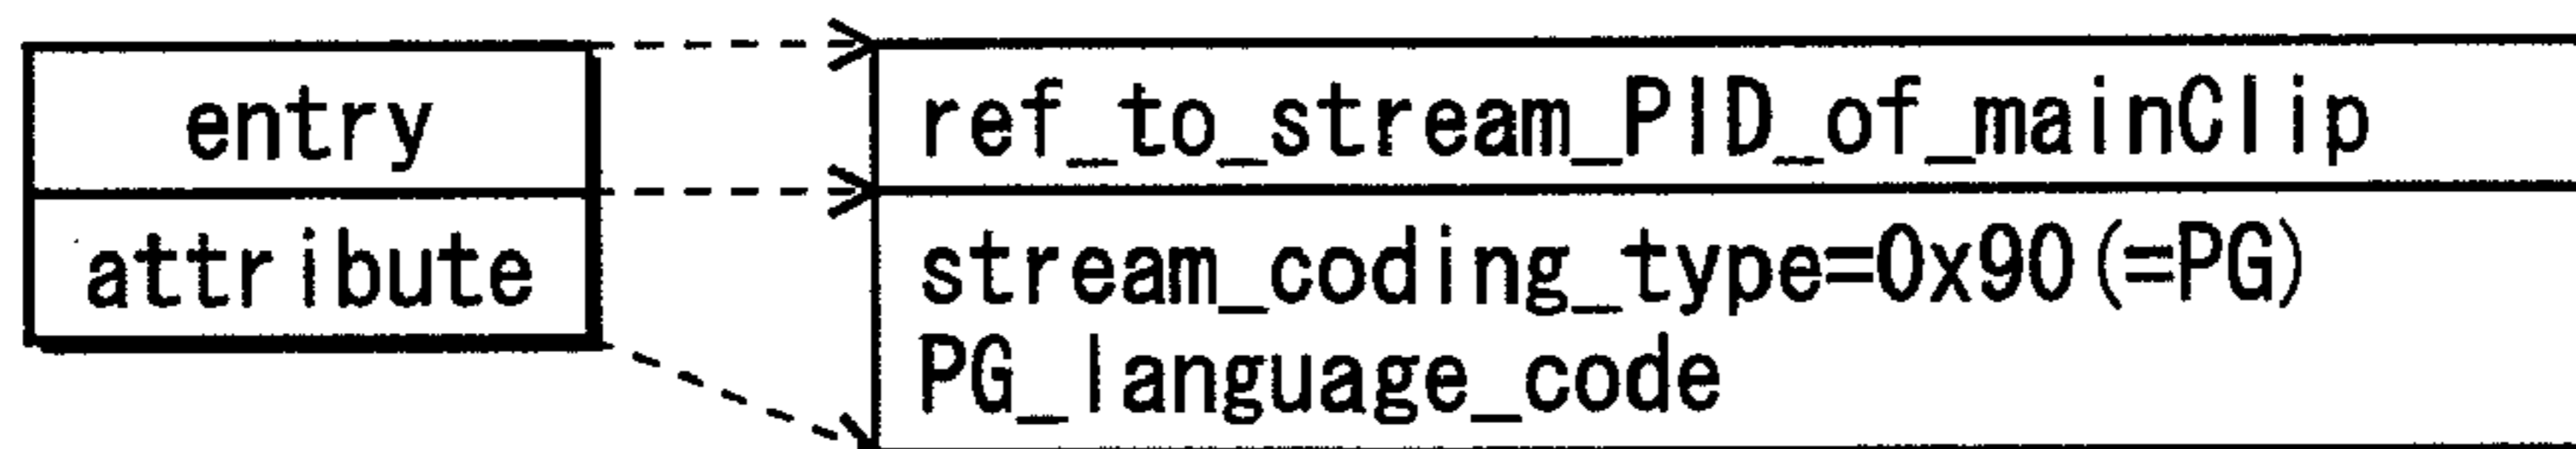 entry
attribute
ref_to_stream_PID_of_mainClip
stream_coding_type=0x90(=PG)
PG_language_code